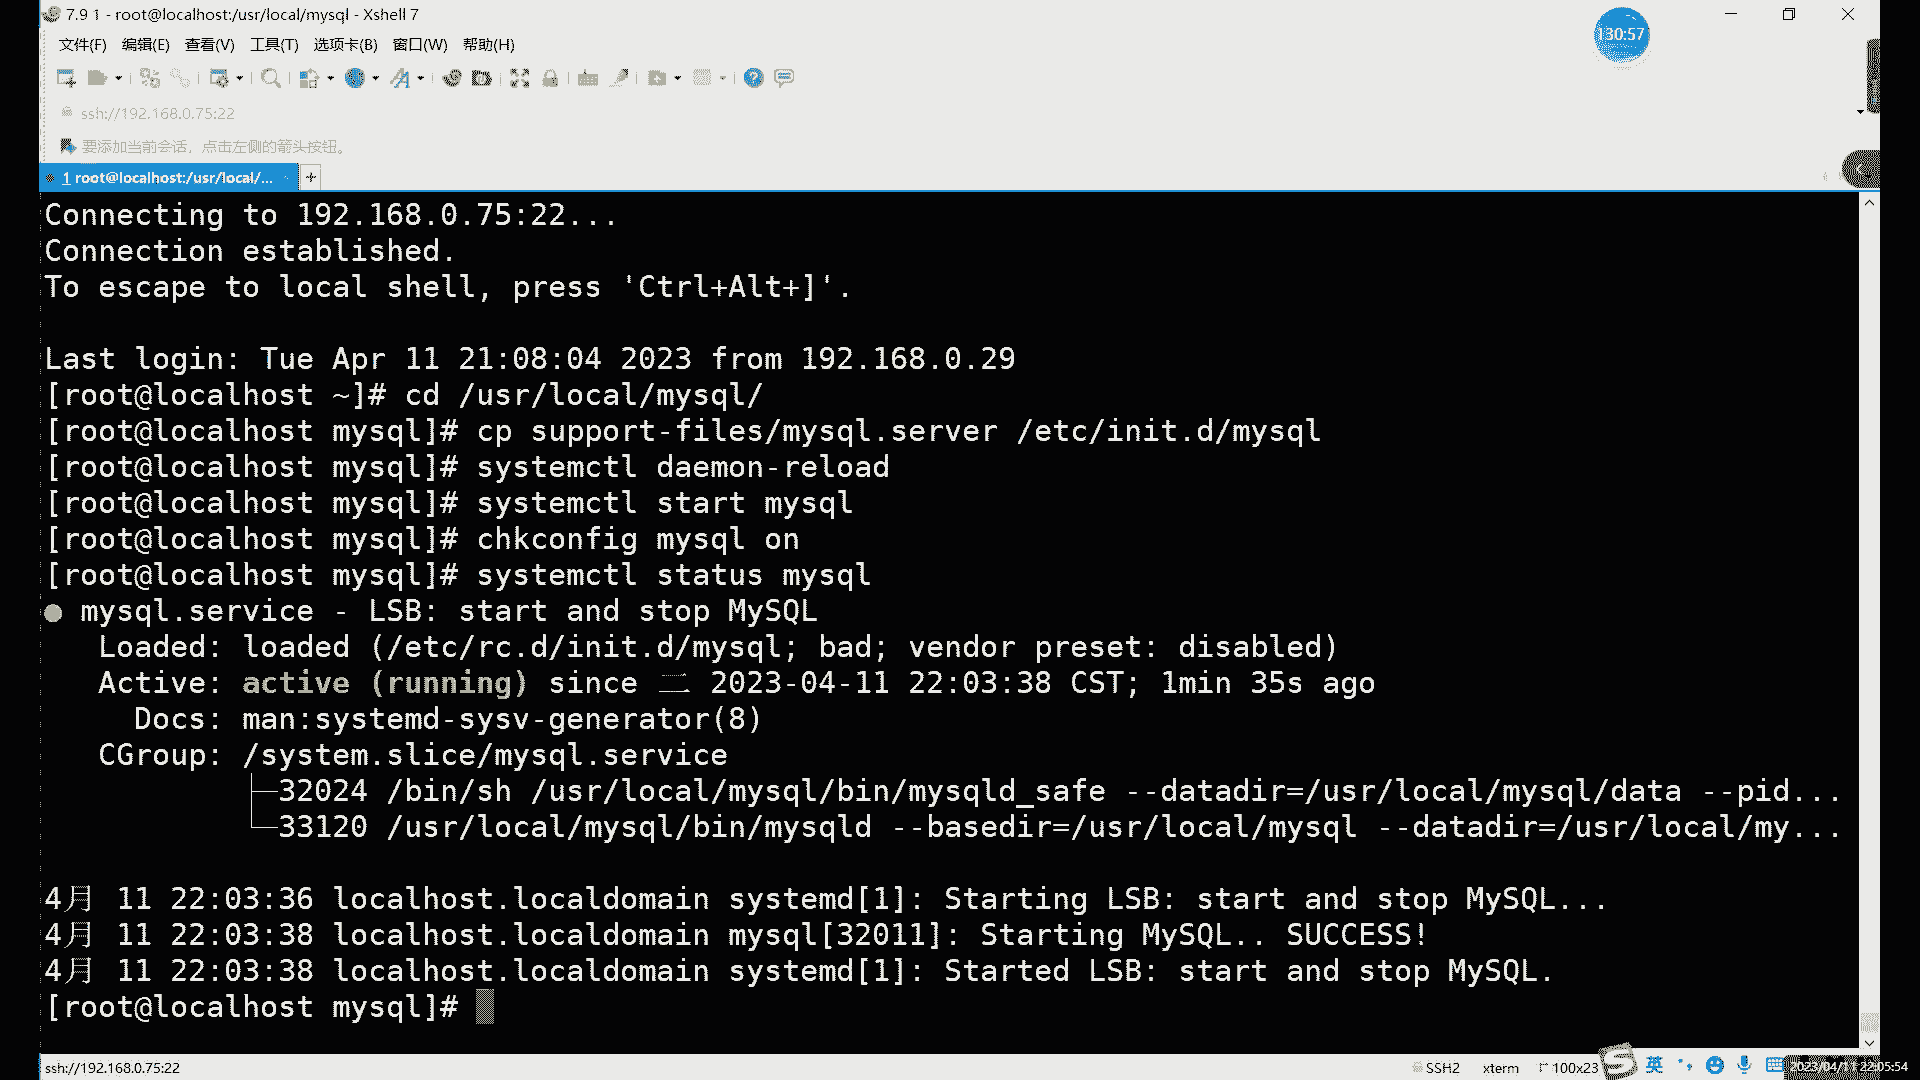 7.9 1 - root@localhost:/usr/local/mysql - Xshell 7
130:57
文件(F) 编辑(E) 查看(V) 工具(T) 选项卡(B) 窗口(W) 帮助(H)
ssh://192.168.0.75:22
要添加当前会话，点击左侧的箭头按钮。
1 root@localhost:/usr/local/...
Connecting to 192.168.0.75:22...
Connection established.
To escape to local shell, press 'Ctrl+Alt+]'.
Last login: Tue Apr 11 21:08:04 2023 from 192.168.0.29
[root@localhost ~]# cd /usr/local/mysql/
[root@localhost mysql]# cp support-files/mysql.server /etc/init.d/mysql
[root@localhost mysql]# systemctl daemon-reload
[root@localhost mysql]# systemctl start mysql
[root@localhost mysql]# chkconfig mysql on
[root@localhost mysql]# systemctl status mysql
● mysql.service - LSB: start and stop MySQL
Loaded: loaded (/etc/rc.d/init.d/mysql; bad; vendor preset: disabled)
Active: active (running) since 二 2023-04-11 22:03:38 CST; 1min 35s ago
Docs: man:systemd-sysv-generator(8)
CGroup: /system.slice/mysql.service
├─32024 /bin/sh /usr/local/mysql/bin/mysqld_safe --datadir=/usr/local/mysql/data --pid...
└─33120 /usr/local/mysql/bin/mysqld --basedir=/usr/local/mysql --datadir=/usr/local/my...
4月 11 22:03:36 localhost.localdomain systemd[1]: Starting LSB: start and stop MySQL...
4月 11 22:03:38 localhost.localdomain mysql[32011]: Starting MySQL.. SUCCESS!
4月 11 22:03:38 localhost.localdomain systemd[1]: Started LSB: start and stop MySQL.
[root@localhost mysql]#
ssh://192.168.0.75:22 SSH2 xterm 100x23 英 2023/04/11 22:05:54